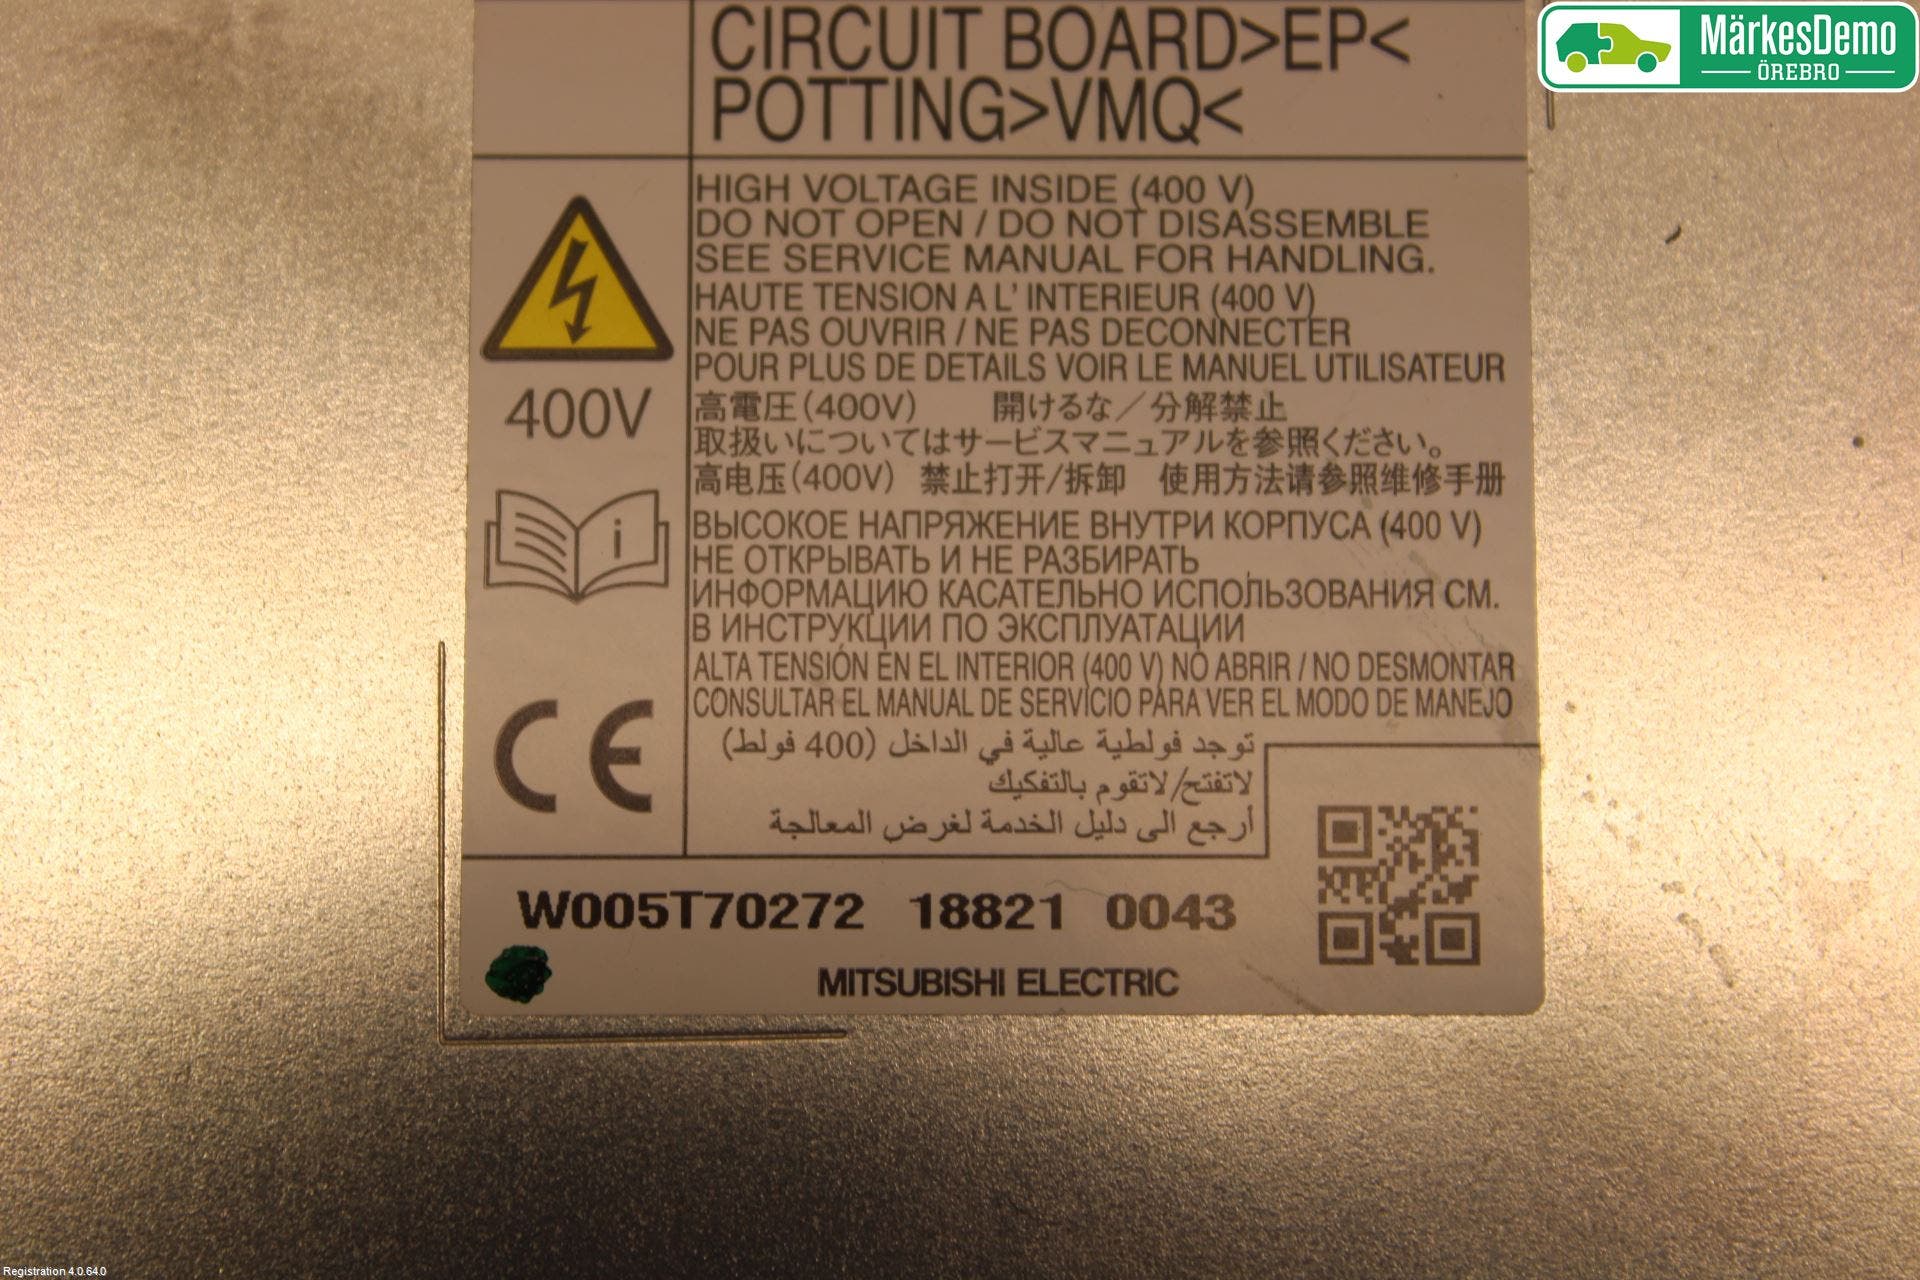 MärkesDemo
ÖREBRO
CIRCUIT BOARD>EP<
POTTING>VMQ<
HIGH VOLTAGE INSIDE (400 V)
DO NOT OPEN / DO NOT DISASSEMBLE
SEE SERVICE MANUAL FOR HANDLING.
HAUTE TENSION A L' INTERIEUR (400 V)
NE PAS OUVRIR / NE PAS DECONNECTER
POUR PLUS DE DETAILS VOIR LE MANUEL UTILISATEUR
400V
高電圧(400V) 開けるな/分解禁止
取扱いについてはサービスマニュアルを参照ください。
高电压(400V) 禁止打开/拆卸 使用方法请参照维修手册
i
ВЫСОКОЕ НАПРЯЖЕНИЕ ВНУТРИ КОРПУСА (400 V)
НЕ ОТКРЫВАТЬ И НЕ РАЗБИРАТЬ
ИНФОРМАЦИЮ КАСАТЕЛЬНО ИСПОЛЬЗОВАНИЯ СМ.
В ИНСТРУКЦИИ ПО ЭКСПЛУАТАЦИИ
ALTA TENSIÓN EN EL INTERIOR (400 V) NO ABRIR / NO DESMONTAR
CONSULTAR EL MANUAL DE SERVICIO PARA VER EL MODO DE MANEJO
CE
توجد فولطية عالية في الداخل (400 فولط)
لاتفتح/لاتقوم بالتفكيك
أرجع الى دليل الخدمة لغرض المعالجة
W005T70272 18821 0043
MITSUBISHI ELECTRIC
Registration 4.0.64.0